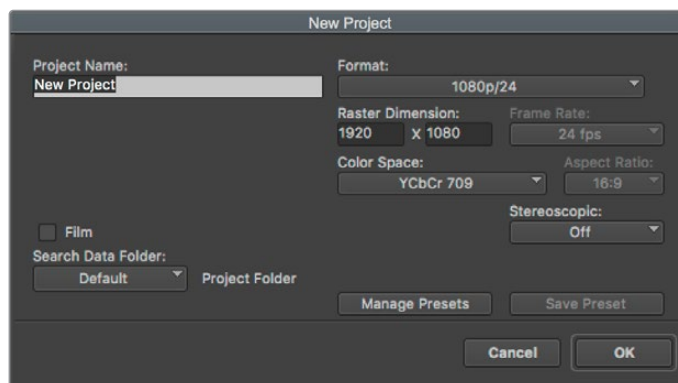 New Project
Project Name:
New Project
Format:
1080p/24
Raster Dimension:
Frame Rate:
1920 X 1080
24 fps
Color Space:
Aspect Ratio:
YCbCr 709
16:9
Stereoscopic:
Film
Off
Search Data Folder:
Default
Project Folder
Manage Presets
Save Preset
Cancel
OK